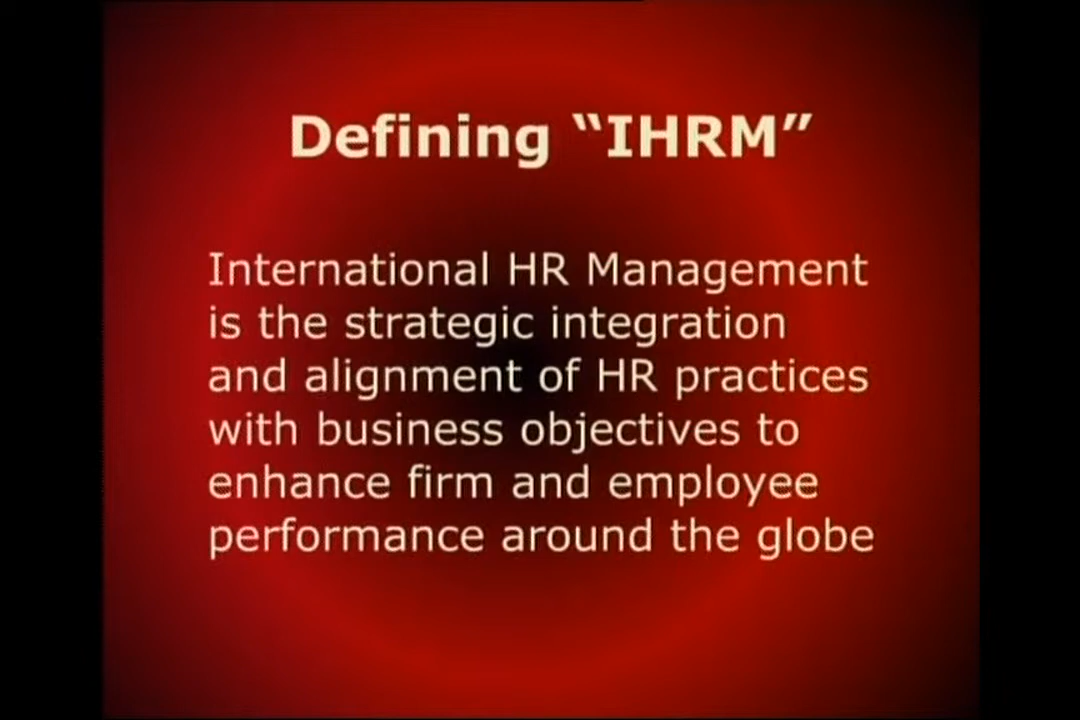 Defining “IHRM”
International HR Management
is the strategic integration
and alignment of HR practices
with business objectives to
enhance firm and employee
performance around the globe